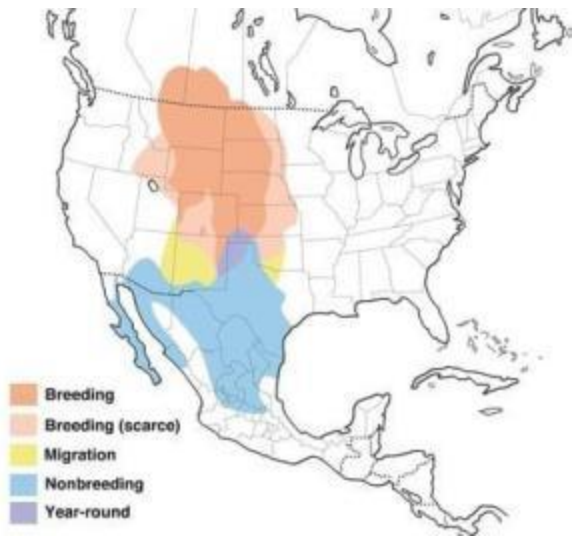 Breeding
Breeding (scarce)
Migration
Nonbreeding
Year-round